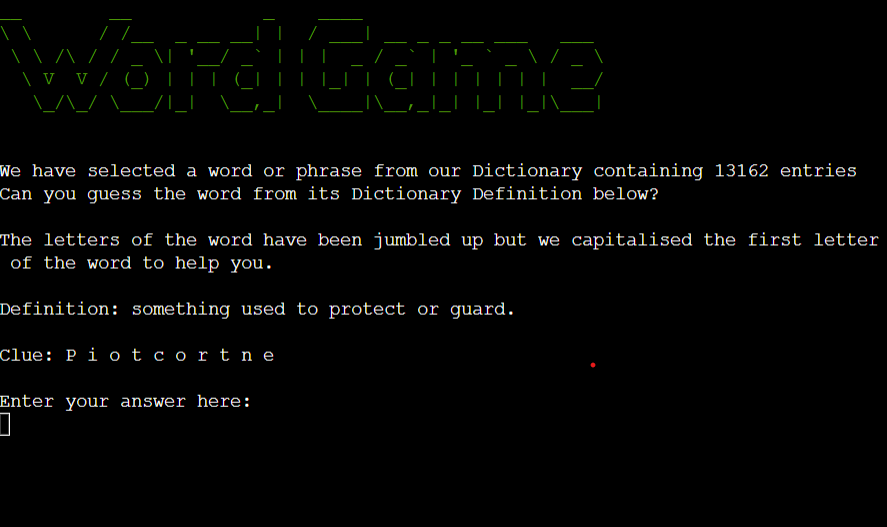 Word Game
We have selected a word or phrase from our Dictionary containing 13162 entries
Can you guess the word from its Dictionary Definition below?
The letters of the word have been jumbled up but we capitalised the first letter
of the word to help you.
Definition: something used to protect or guard.
Clue: P i o t c o r t n e
Enter your answer here: